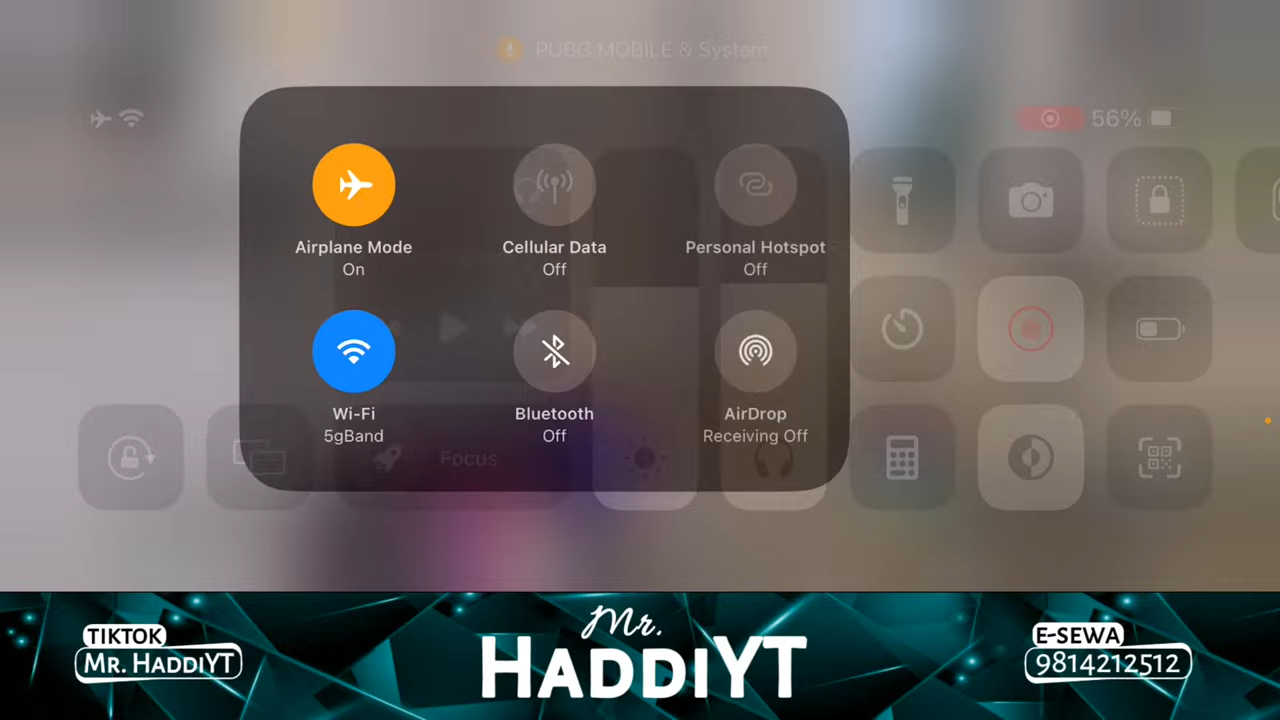 PUBG MOBILE & System
56%
Airplane Mode
On
Cellular Data
Off
Personal Hotspot
Off
Wi-Fi
5gBand
Bluetooth
Off
AirDrop
Receiving Off
Focus
TIKTOK
MR. HADDIYT
Mr.
HADDIYT
E-SEWA
9814212512